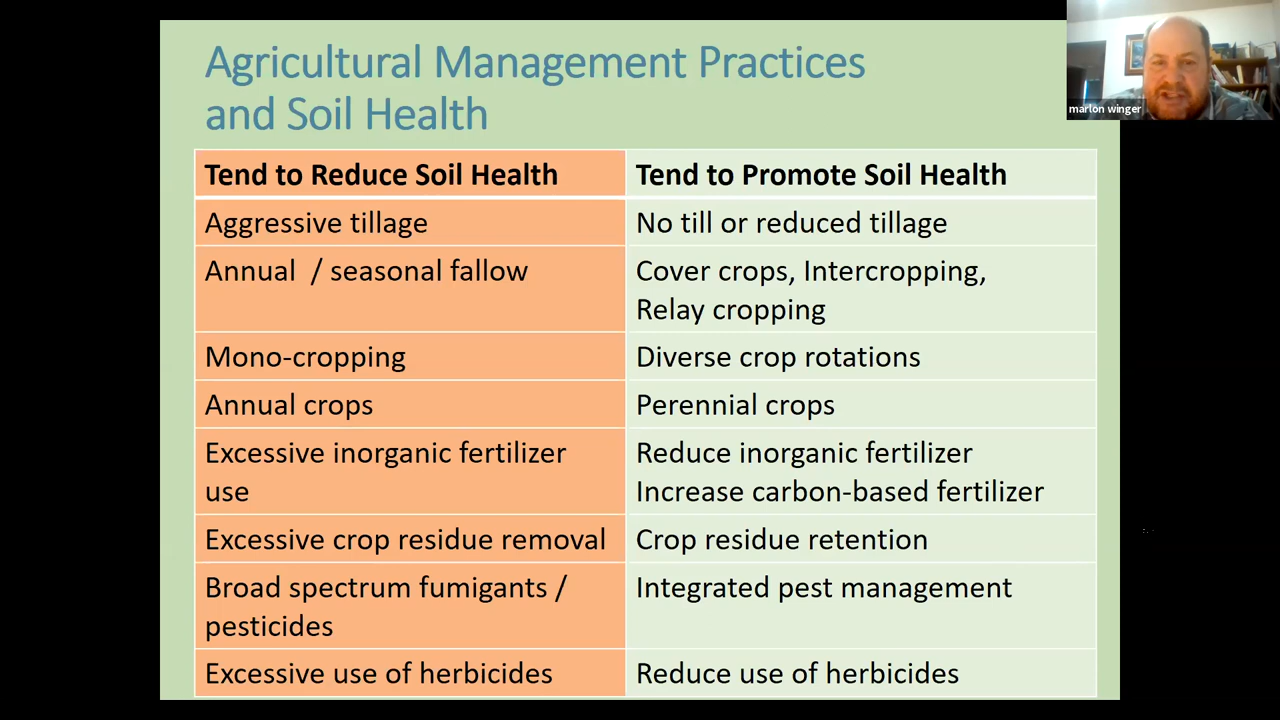 Agricultural Management Practices
and Soil Health
marlon winger
Tend to Reduce Soil Health
Tend to Promote Soil Health
Aggressive tillage
No till or reduced tillage
Annual / seasonal fallow
Cover crops, Intercropping,
Relay cropping
Mono-cropping
Diverse crop rotations
Annual crops
Perennial crops
Excessive inorganic fertilizer
use
Reduce inorganic fertilizer
Increase carbon-based fertilizer
Excessive crop residue removal
Crop residue retention
Broad spectrum fumigants /
pesticides
Integrated pest management
Excessive use of herbicides
Reduce use of herbicides